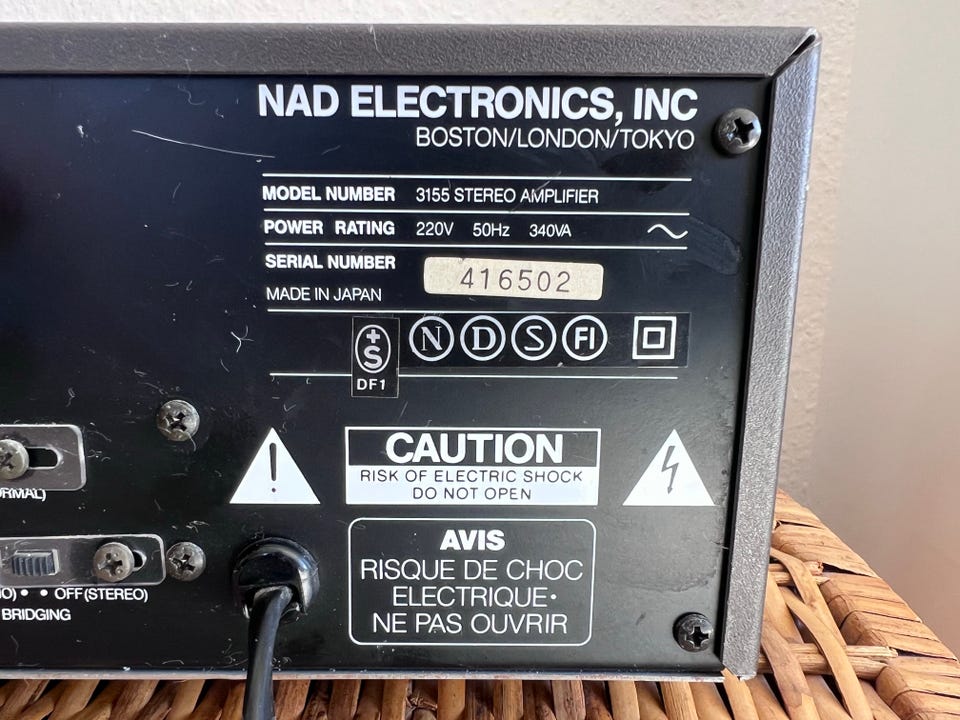 NAD ELECTRONICS, INC
BOSTON/LONDON/TOKYO
MODEL NUMBER 3155 STEREO AMPLIFIER
POWER RATING 220V 50Hz 340VA
SERIAL NUMBER 416502
MADE IN JAPAN
+S N D S FI
DF1
CAUTION
RISK OF ELECTRIC SHOCK
DO NOT OPEN
AVIS
RISQUE DE CHOC
ELECTRIQUE·
NE PAS OUVRIR
OFF (STEREO)
BRIDGING